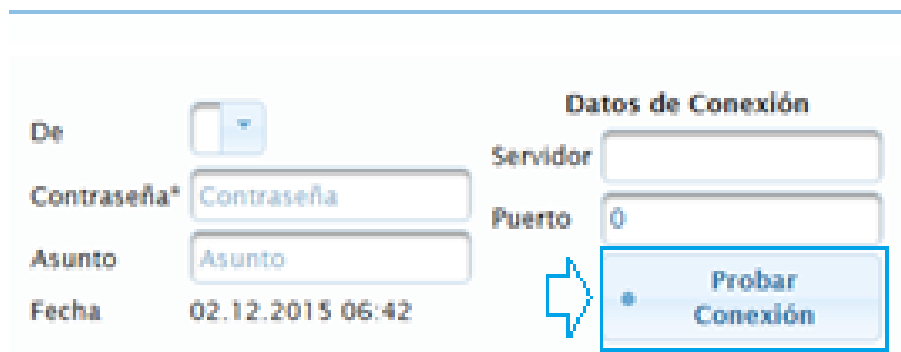 De
Contraseña* Contraseña
Asunto Asunto
Fecha 02.12.2015 06:42
Datos de Conexión
Servidor
Puerto 0
Probar
Conexión